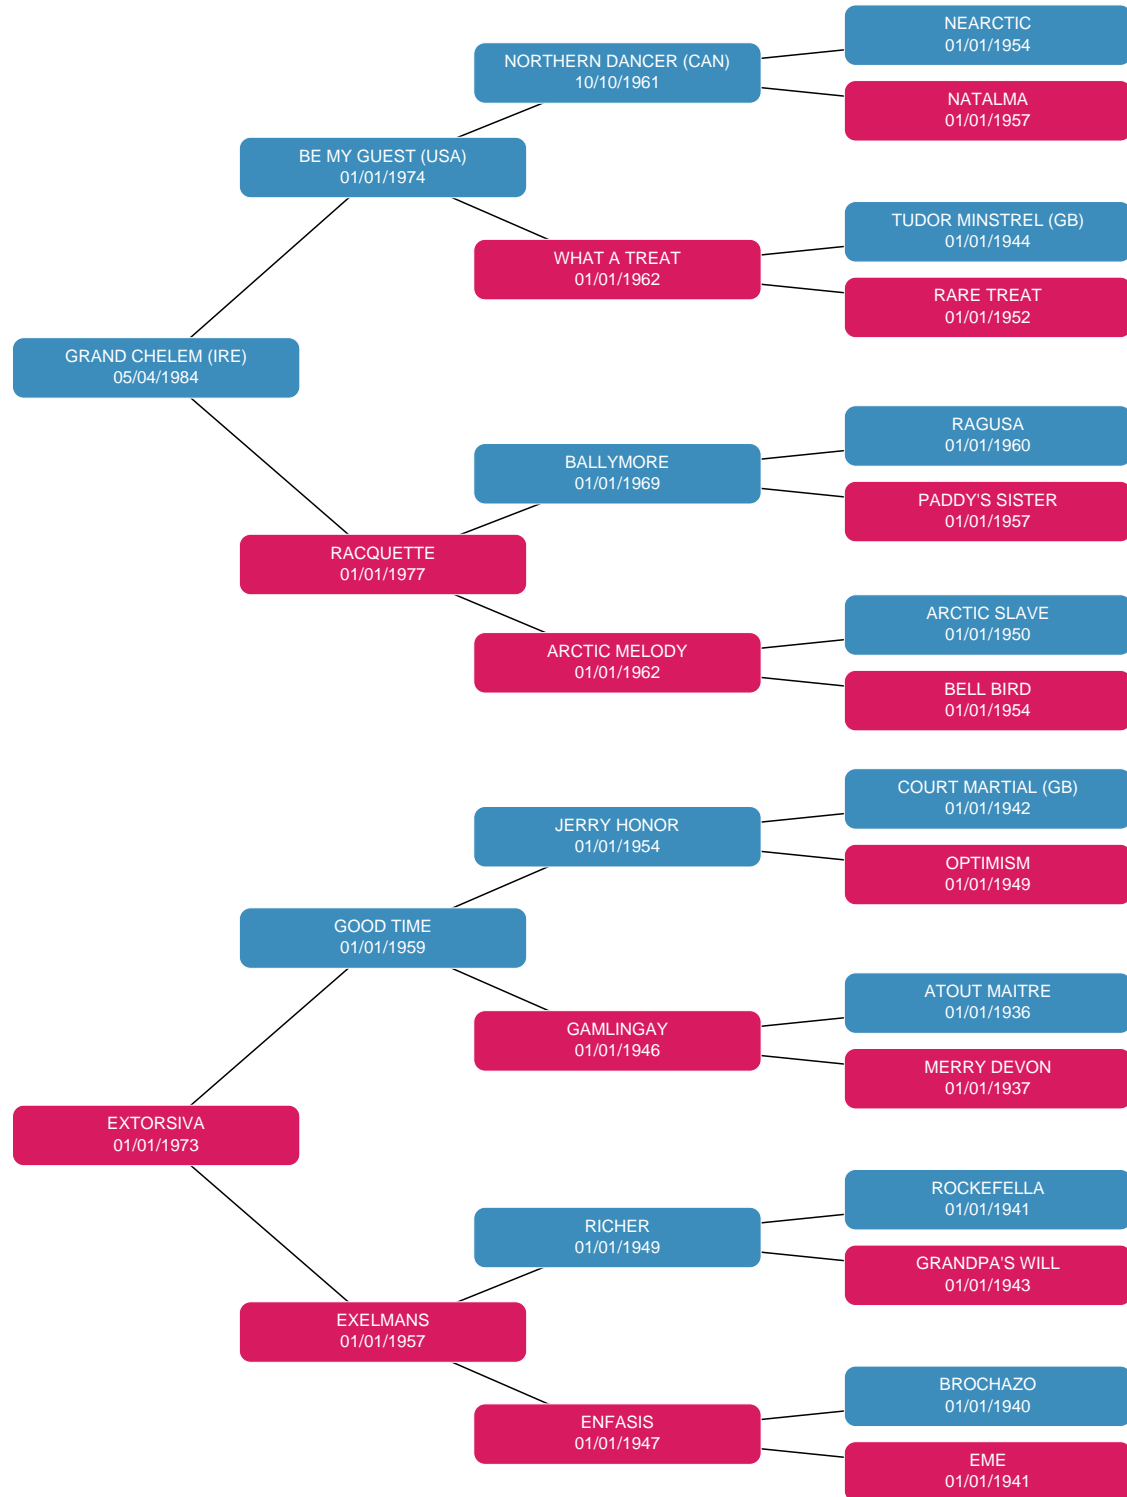 NEARCTIC
01/01/1954
NORTHERN DANCER (CAN)
10/10/1961
NATALMA
01/01/1957
BE MY GUEST (USA)
01/01/1974
TUDOR MINSTREL (GB)
01/01/1944
WHAT A TREAT
01/01/1962
RARE TREAT
01/01/1952
GRAND CHELEM (IRE)
05/04/1984
RAGUSA
01/01/1960
BALLYMORE
01/01/1969
PADDY'S SISTER
01/01/1957
RACQUETTE
01/01/1977
ARCTIC SLAVE
01/01/1950
ARCTIC MELODY
01/01/1962
BELL BIRD
01/01/1954
COURT MARTIAL (GB)
01/01/1942
JERRY HONOR
01/01/1954
OPTIMISM
01/01/1949
GOOD TIME
01/01/1959
ATOUT MAITRE
01/01/1936
GAMLINGAY
01/01/1946
MERRY DEVON
01/01/1937
EXTORSIVA
01/01/1973
ROCKEFELLA
01/01/1941
RICHER
01/01/1949
GRANDPA'S WILL
01/01/1943
EXELMANS
01/01/1957
BROCHAZO
01/01/1940
ENFASIS
01/01/1947
EME
01/01/1941